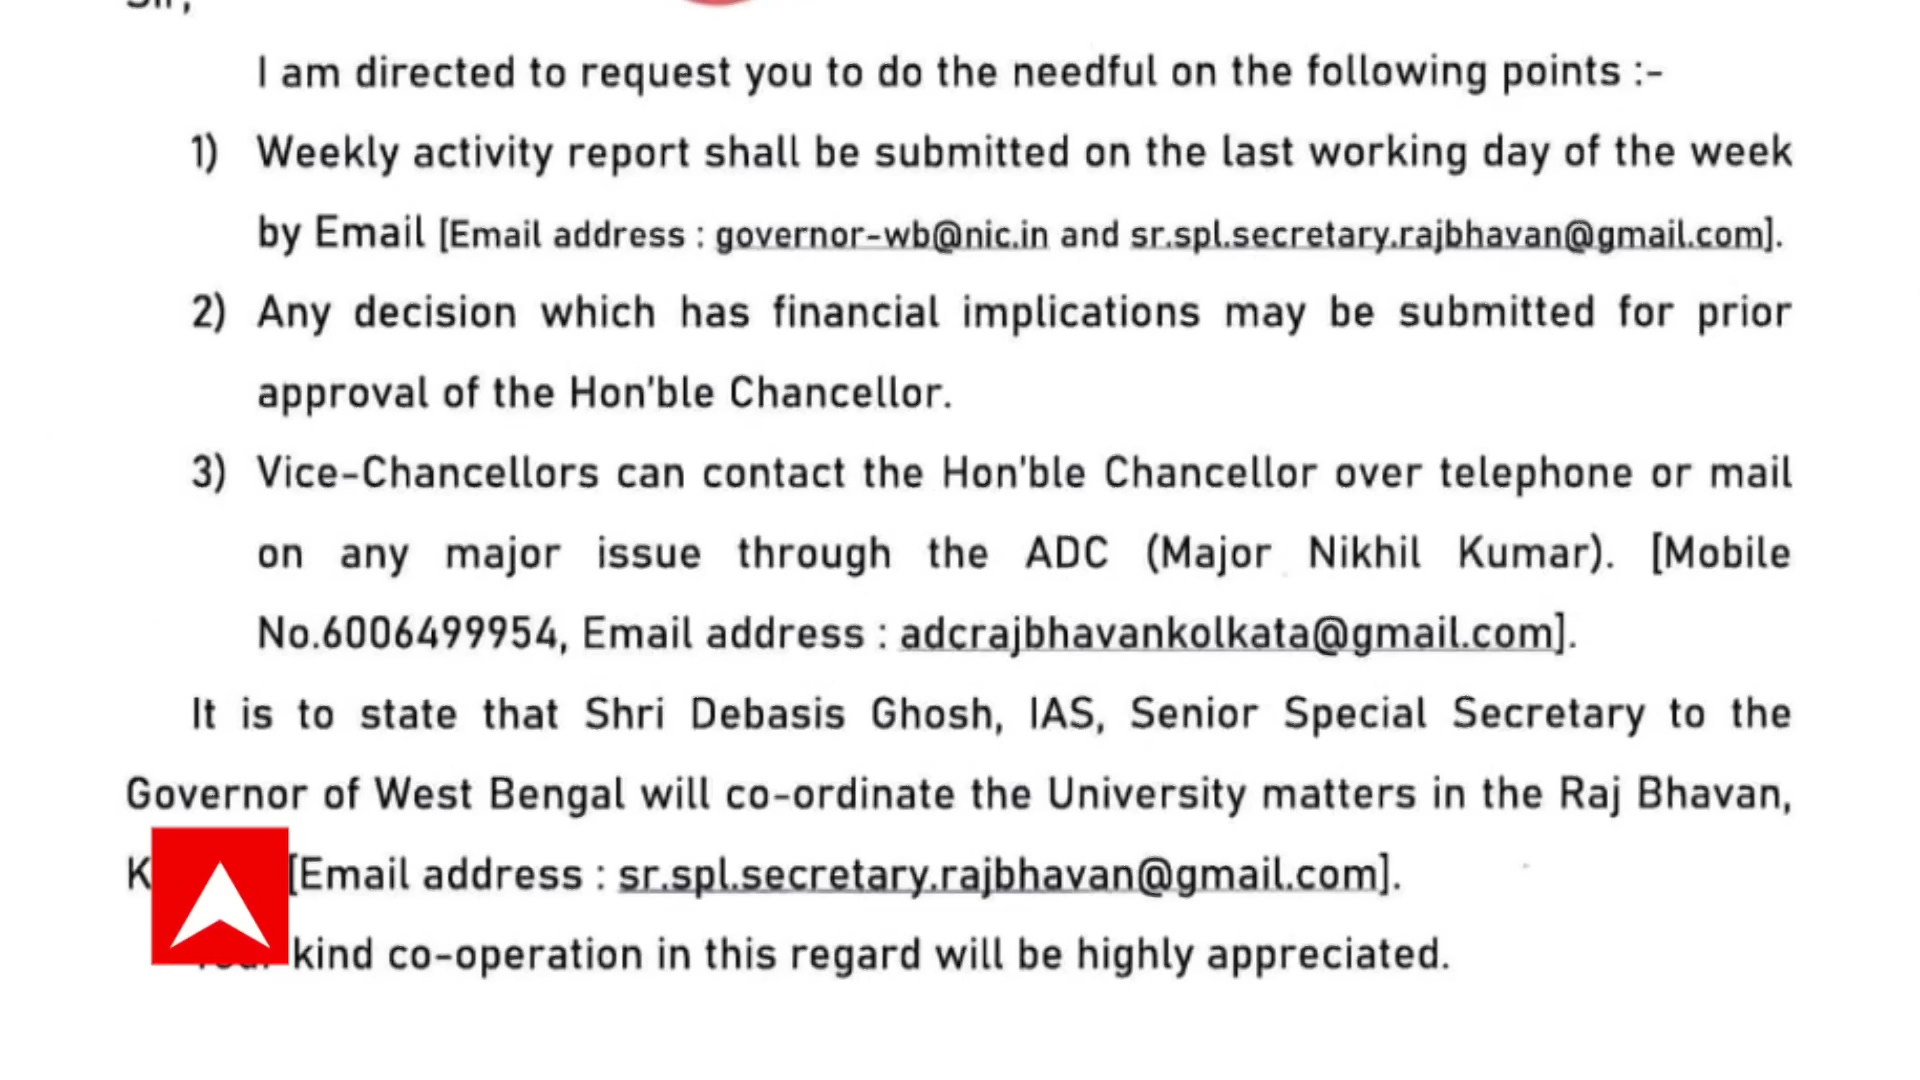 Sir,
I am directed to request you to do the needful on the following points :-
1) Weekly activity report shall be submitted on the last working day of the week
by Email [Email address : governor-wb@nic.in and sr.spl.secretary.rajbhavan@gmail.com].
2) Any decision which has financial implications may be submitted for prior
approval of the Hon'ble Chancellor.
3) Vice-Chancellors can contact the Hon'ble Chancellor over telephone or mail
on any major issue through the ADC (Major Nikhil Kumar). [Mobile
No.6006499954, Email address : adcrajbhavankolkata@gmail.com].
It is to state that Shri Debasis Ghosh, IAS, Senior Special Secretary to the
Governor of West Bengal will co-ordinate the University matters in the Raj Bhavan,
[Email address : sr.spl.secretary.rajbhavan@gmail.com].
kind co-operation in this regard will be highly appreciated.